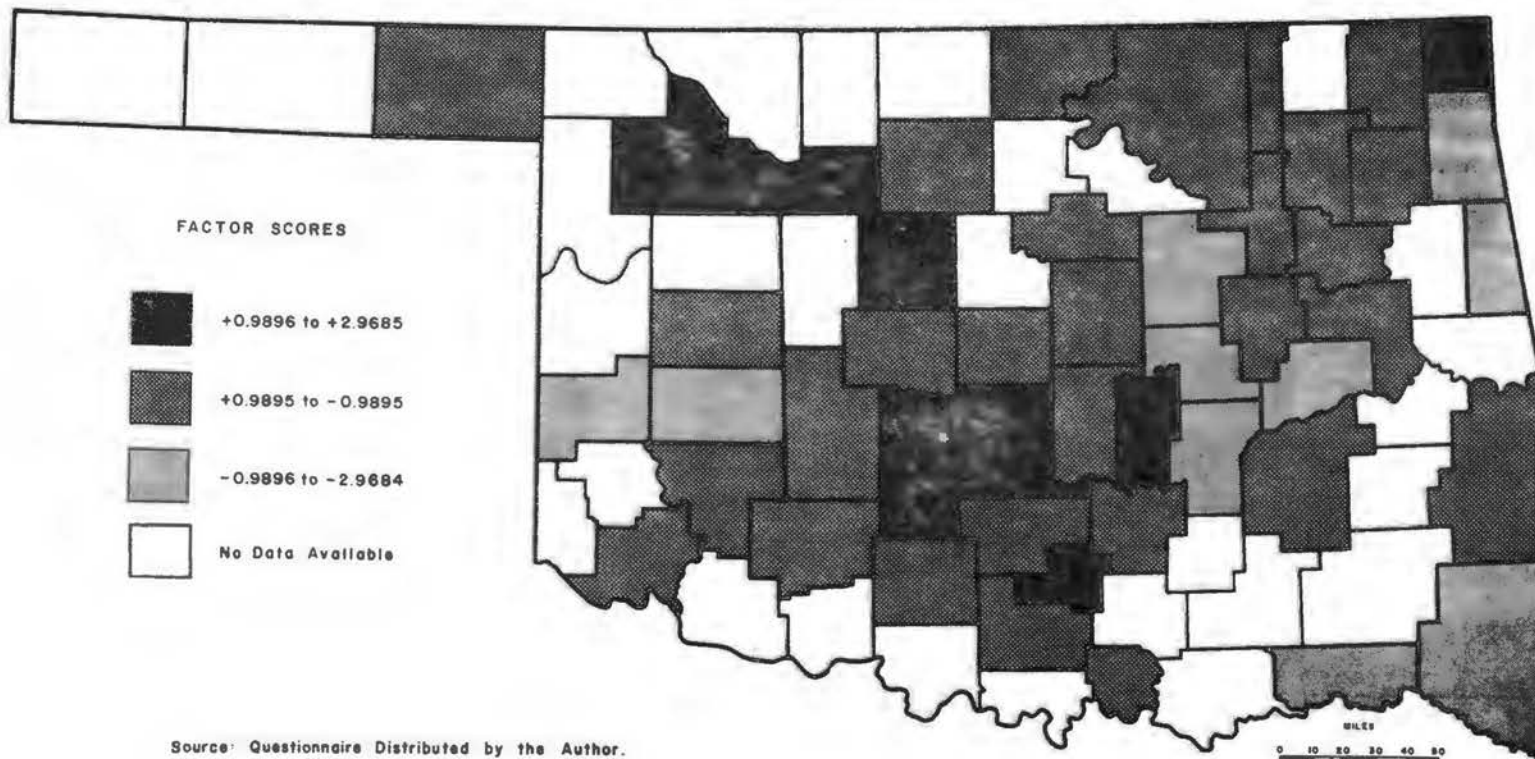 FACTOR SCORES
+0.9896 to +2.9685
+0.9895 to -0.9895
-0.9896 to -2.9684
No Data Available
Source: Questionnaire Distributed by the Author.
MILES
0 10 20 30 40 50